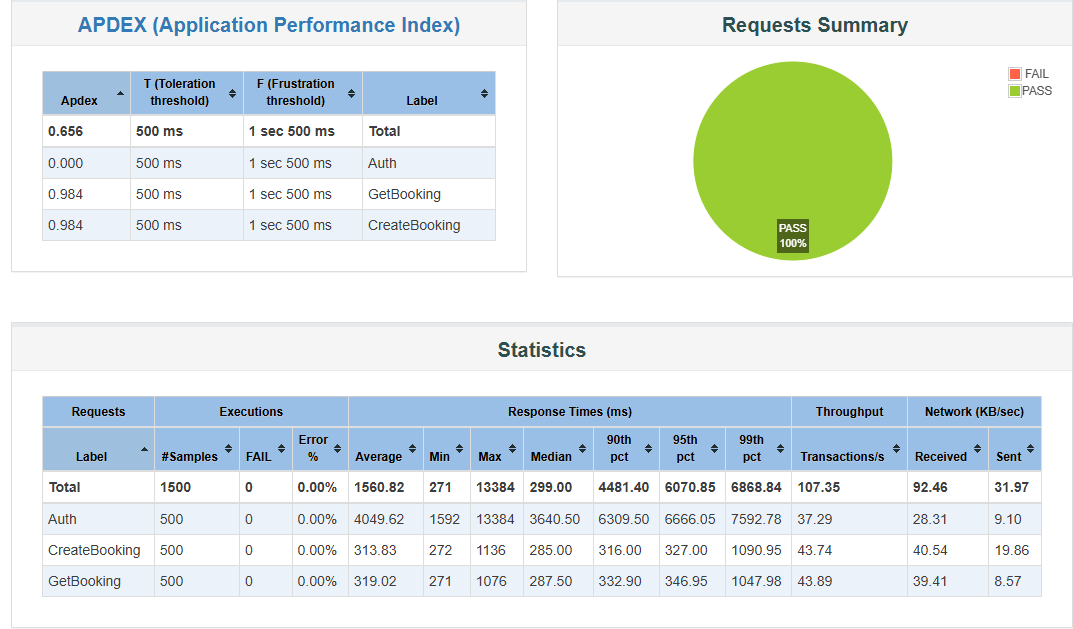 APDEX (Application Performance Index)
Apdex T (Toleration threshold) F (Frustration threshold) Label
0.656 500 ms 1 sec 500 ms Total
0.000 500 ms 1 sec 500 ms Auth
0.984 500 ms 1 sec 500 ms GetBooking
0.984 500 ms 1 sec 500 ms CreateBooking
Requests Summary
FAIL
PASS
PASS
100%
Statistics
Requests Executions Response Times (ms) Throughput Network (KB/sec)
Label #Samples FAIL Error % Average Min Max Median 90th pct 95th pct 99th pct Transactions/s Received Sent
Total 1500 0 0.00% 1560.82 271 13384 299.00 4481.40 6070.85 6868.84 107.35 92.46 31.97
Auth 500 0 0.00% 4049.62 1592 13384 3640.50 6309.50 6666.05 7592.78 37.29 28.31 9.10
CreateBooking 500 0 0.00% 313.83 272 1136 285.00 316.00 327.00 1090.95 43.74 40.54 19.86
GetBooking 500 0 0.00% 319.02 271 1076 287.50 332.90 346.95 1047.98 43.89 39.41 8.57